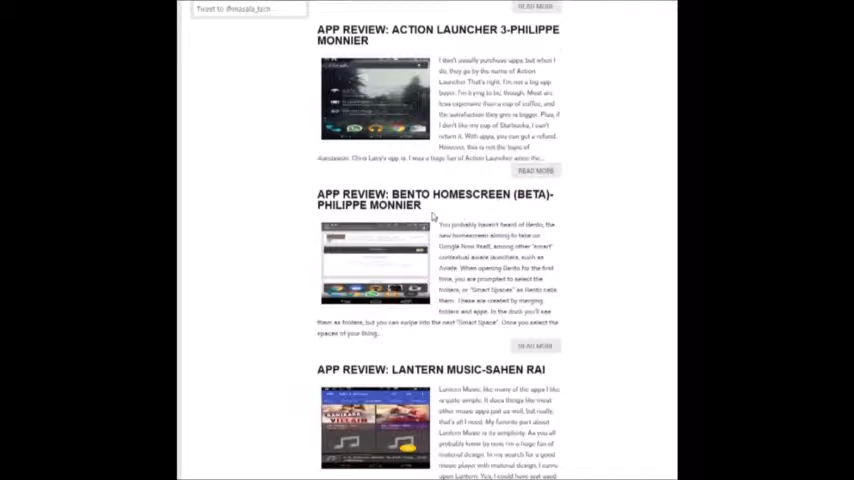 Tweet to @masala_tech
READ MORE
APP REVIEW: ACTION LAUNCHER 3-PHILIPPE
MONNIER
I don't usually purchase apps, but when I
do, they go by the name of Action
Launcher That's right. I'm not a big app
buyer. I'm trying to be, though. Most are
less expensive than a cup of coffee, and
the satisfaction they give is bigger. Plus, if
I don't like my cup of Starbucks, I can't
return it. With apps, you can get a refund.
However, this is not the topic of
discussion. Chris Lacy's app is. I was a huge fan of Action Launcher since the...
READ MORE
APP REVIEW: BENTO HOMESCREEN (BETA)-
PHILIPPE MONNIER
You probably haven't heard of Bento, the
new homescreen aiming to take on
Google Now itself, among other "smart"
contextual aware launchers, such as
Aviate. When opening Bento for the first
time, you are prompted to select the
folders, or "Smart Spaces" as Bento calls
them. These are created by merging
folders and apps. In the dock you'll see
them as folders, but you can swipe into the next "Smart Space". Once you select the
spaces of your liking...
READ MORE
APP REVIEW: LANTERN MUSIC-SAHEN RAI
Lantern Music, like many of the apps I like
is quite simple. It does things like most
other music apps just as well, but really,
that's all I need. My favorite part about
Lantern Music is its simplicity. As you all
probably know by now, I'm a huge fan of
material design. In my search for a good
music player with material design, I came
upon Lantern. Yes, I could have just used